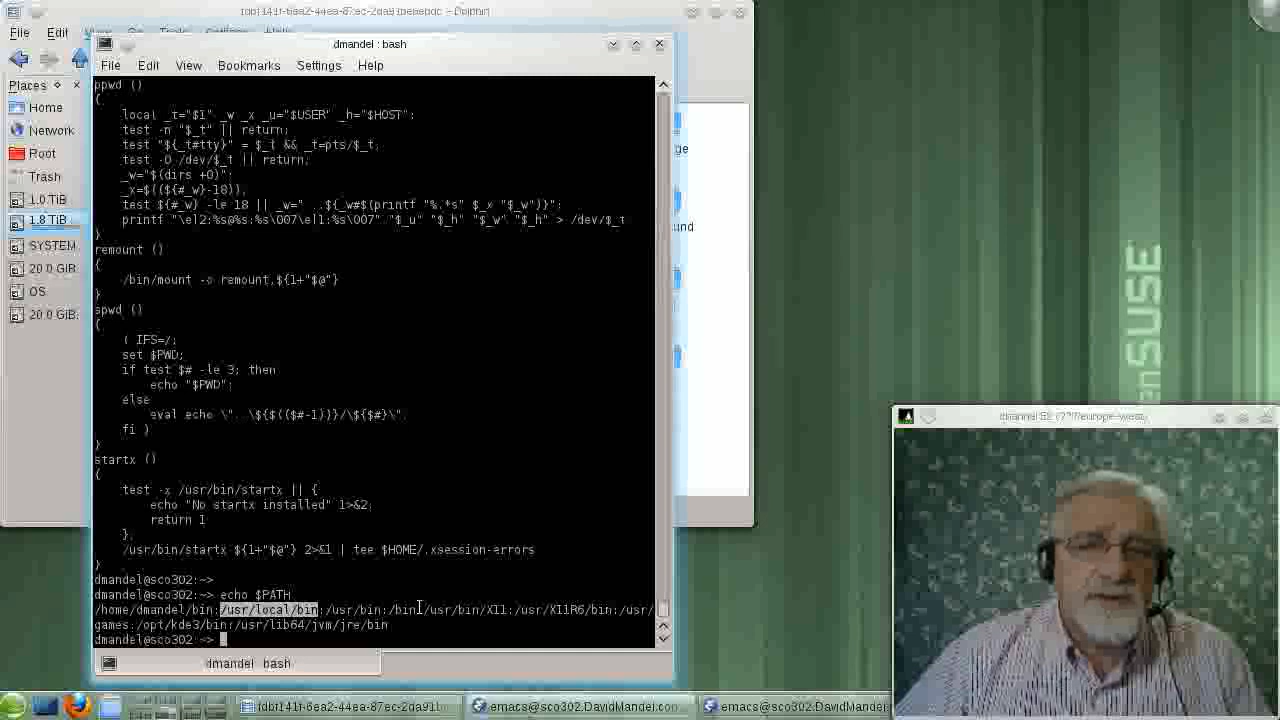 File Edit
Places
Home
Network
Root
Trash
1.0 TiB
1.8 TiB
SYSTEM
20.0 GiB
OS
20.0 GiB
dmandel : bash
File Edit View Bookmarks Settings Help
ppwd ()
{
local _t="$1" _w _x _u="$USER" _h="$HOST";
test -n "$_t" || return;
test "${_t#tty}" = $_t && _t=pts/$_t;
test -O /dev/$_t || return;
_w="$(dirs +0)";
_x=$((${#_w}-18));
test ${#_w} -le 18 || _w="...${_w#$(printf "%.*s" $_x "$_w")}";
printf "\e]2;%s@%s:%s\007\e]1;%s\007" "$_u" "$_h" "$_w" "$_h" > /dev/$_t
}
remount ()
{
/bin/mount -o remount,${1+"$@"}
}
spwd ()
{
( IFS=/;
set $PWD;
if test $# -le 3; then
echo "$PWD";
else
eval echo \"..\${$(($#-1))}/\${$#}\";
fi )
}
startx ()
{
test -x /usr/bin/startx || {
echo "No startx installed" 1>&2;
return 1
};
/usr/bin/startx ${1+"$@"} 2>&1 | tee $HOME/.xsession-errors
}
dmandel@sco302:~>
dmandel@sco302:~> echo $PATH
/home/dmandel/bin:/usr/local/bin:/usr/bin:/bin:/usr/bin/X11:/usr/X11R6/bin:/usr/
games:/opt/kde3/bin:/usr/lib64/jvm/jre/bin
dmandel@sco302:~>
dmandel bash
ge
und
enSUSE
emacs@sco302.DavidMandel.con
emacs@sco302.DavidMandel